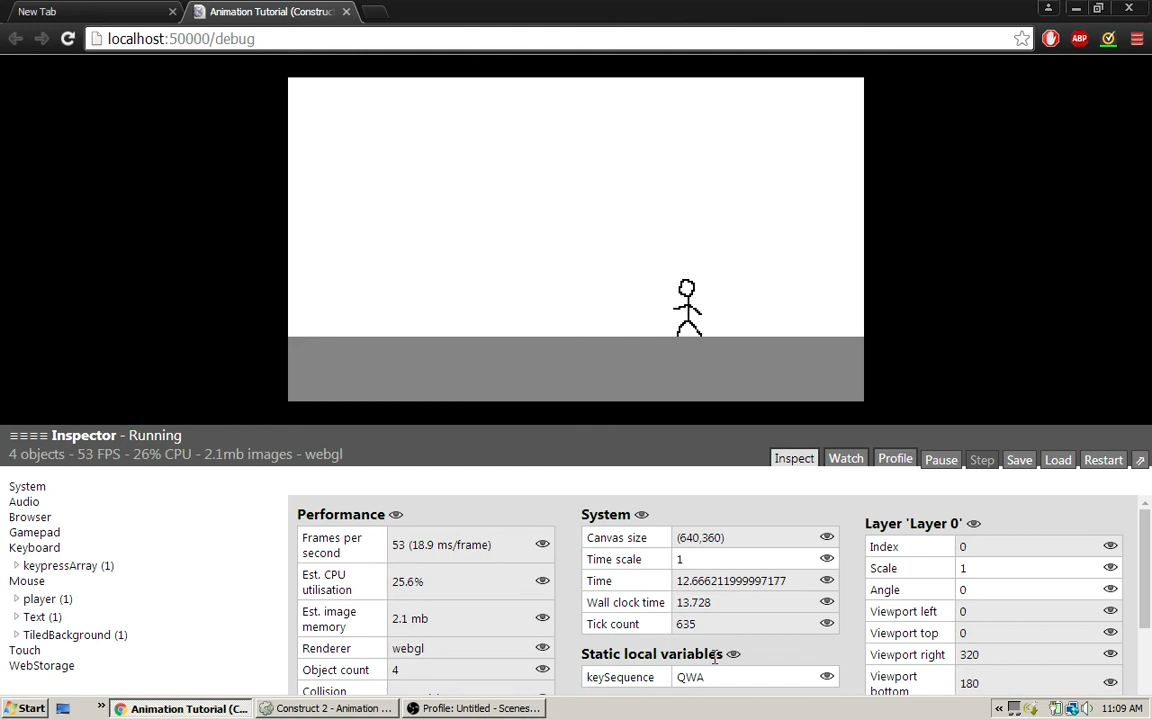 New Tab
Animation Tutorial (Construc
localhost:50000/debug
ABP
Inspector - Running
4 objects - 53 FPS - 26% CPU - 2.1mb images - webgl
Inspect Watch Profile Pause Step Save Load Restart
System
Audio
Browser
Gamepad
Keyboard
keypressArray (1)
Mouse
player (1)
Text (1)
TiledBackground (1)
Touch
WebStorage
Performance
Frames per second 53 (18.9 ms/frame)
Est. CPU utilisation 25.6%
Est. image memory 2.1 mb
Renderer webgl
Object count 4
Collision
System
Canvas size (640,360)
Time scale 1
Time 12.666211999997177
Wall clock time 13.728
Tick count 635
Static local variables
keySequence QWA
Layer 'Layer 0'
Index 0
Scale 1
Angle 0
Viewport left 0
Viewport top 0
Viewport right 320
Viewport bottom 180
Start
Animation Tutorial (C...
Construct 2 - Animation ...
Profile: Untitled - Scenes...
11:09 AM